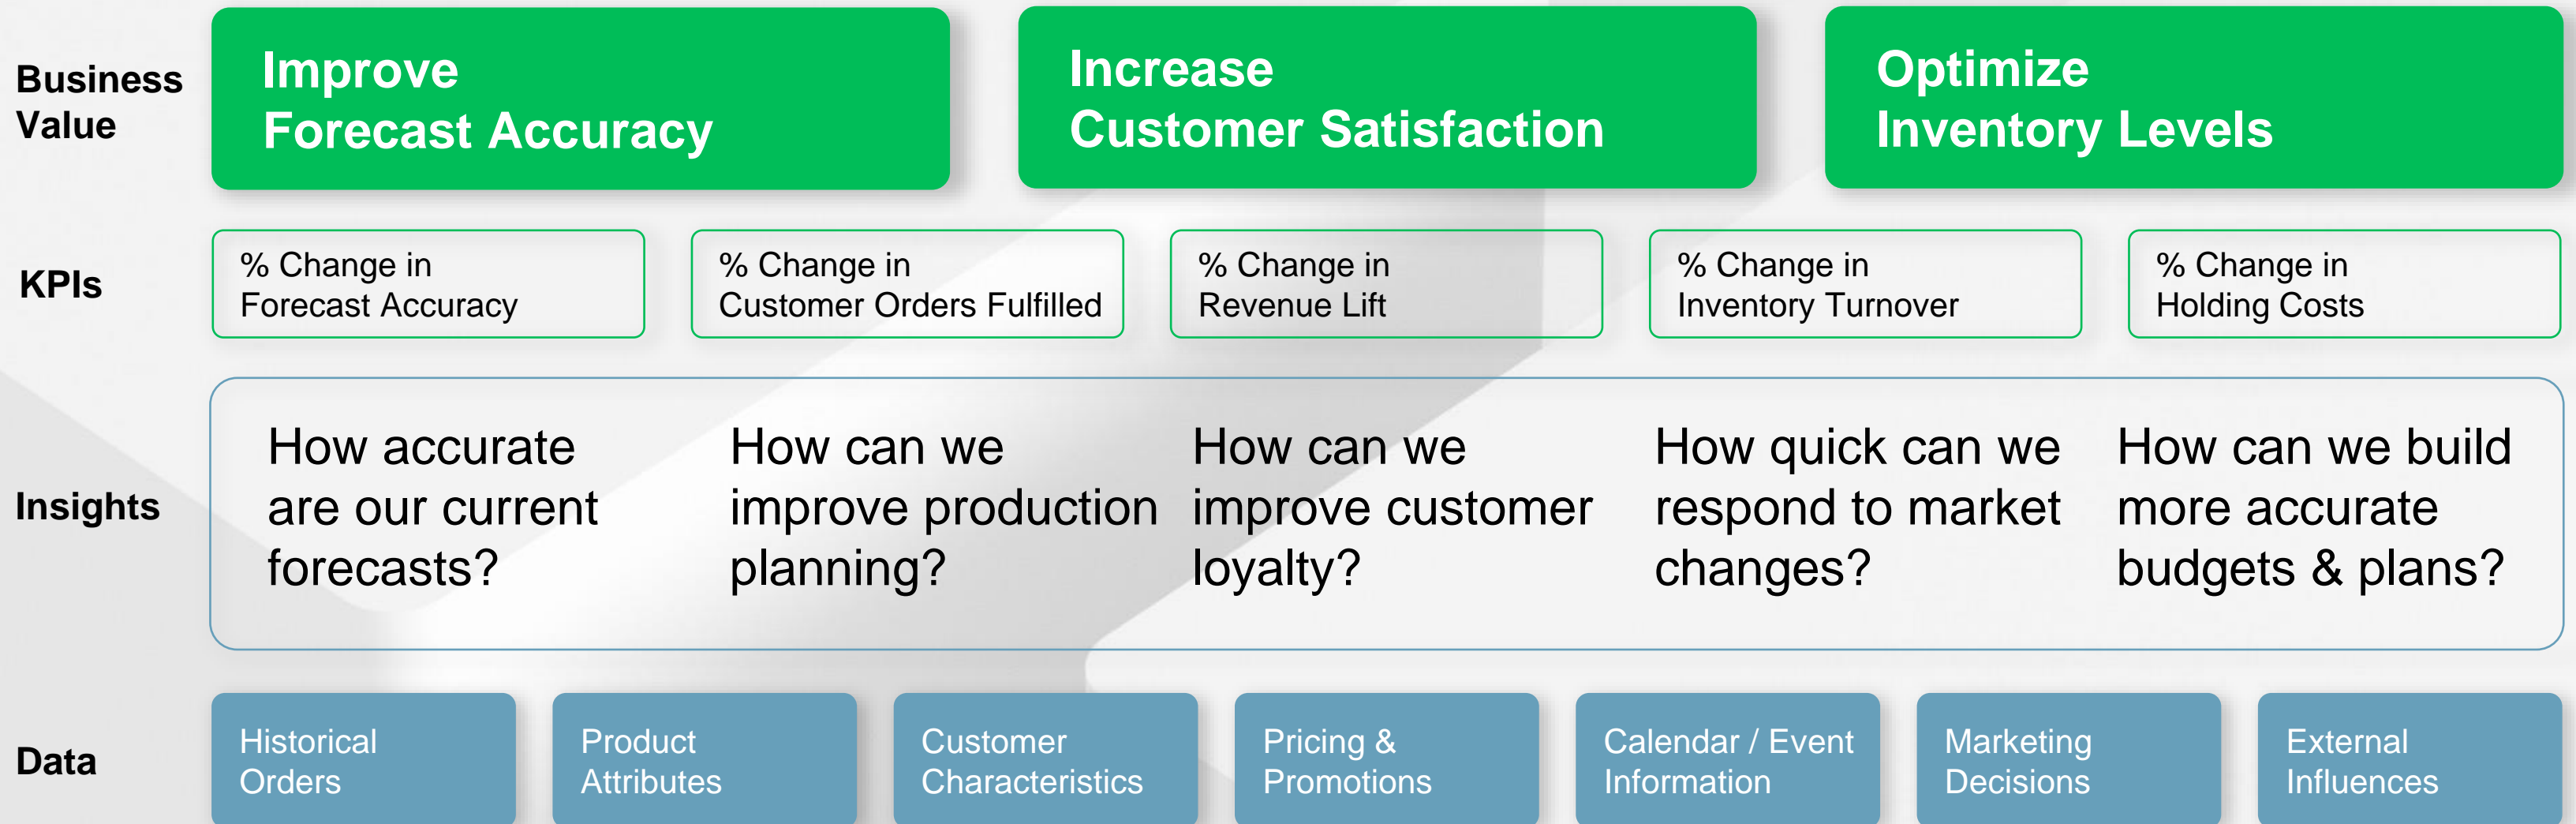 Business
Value
Improve
Forecast Accuracy
Increase
Customer Satisfaction
Optimize
Inventory Levels
KPIs
% Change in
Forecast Accuracy
% Change in
Customer Orders Fulfilled
% Change in
Revenue Lift
% Change in
Inventory Turnover
% Change in
Holding Costs
Insights
How accurate
are our current
forecasts?
How can we
improve production
planning?
How can we
improve customer
loyalty?
How quick can we
respond to market
changes?
How can we build
more accurate
budgets & plans?
Data
Historical
Orders
Product
Attributes
Customer
Characteristics
Pricing &
Promotions
Calendar / Event
Information
Marketing
Decisions
External
Influences